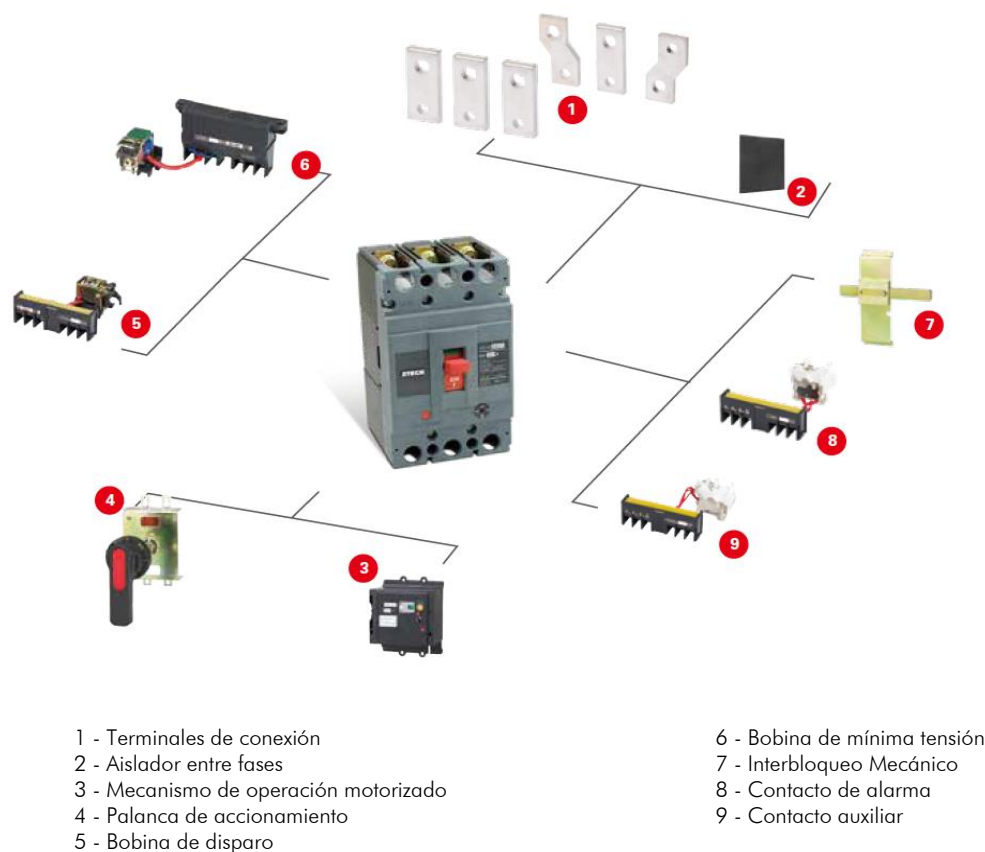 1
2
6
5
7
8
9
4
3
STECK
1 - Terminales de conexión
2 - Aislador entre fases
3 - Mecanismo de operación motorizado
4 - Palanca de accionamiento
5 - Bobina de disparo
6 - Bobina de mínima tensión
7 - Interbloqueo Mecánico
8 - Contacto de alarma
9 - Contacto auxiliar